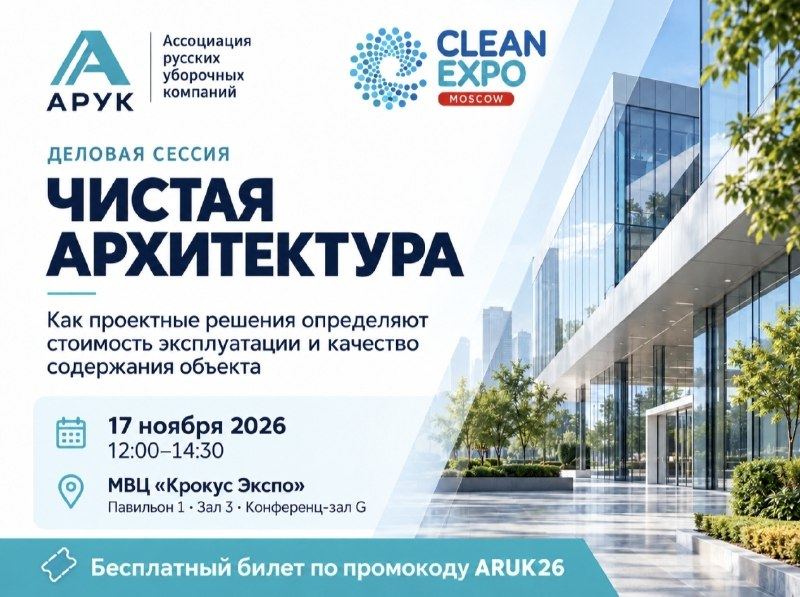 АРУК
Ассоциация
русских
уборочных
компаний
CLEAN
EXPO
MOSCOW
ДЕЛОВАЯ СЕССИЯ
ЧИСТАЯ
АРХИТЕКТУРА
Как проектные решения определяют
стоимость эксплуатации и качество
содержания объекта
17 ноября 2026
12:00–14:30
МВЦ «Крокус Экспо»
Павильон 1 · Зал 3 · Конференц-зал G
Бесплатный билет по промокоду ARUK26